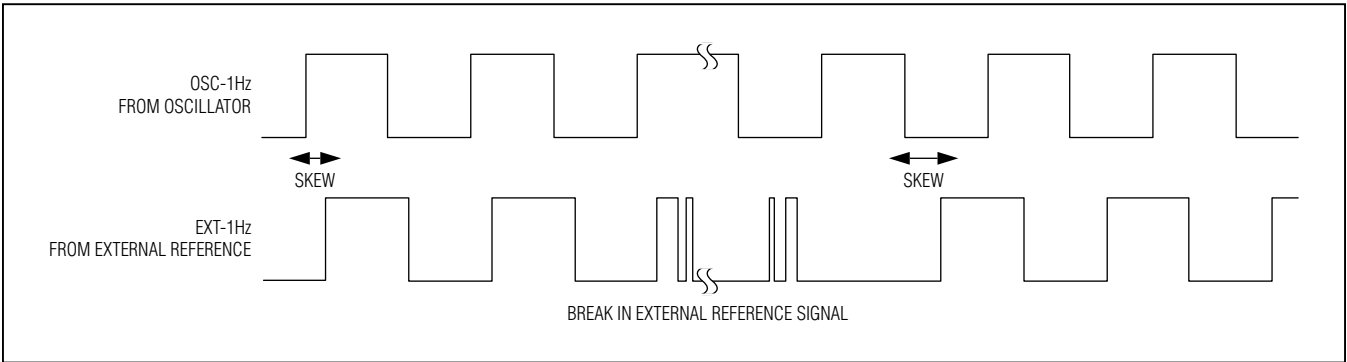 OSC-1Hz
FROM OSCILLATOR
SKEW
SKEW
EXT-1Hz
FROM EXTERNAL REFERENCE
BREAK IN EXTERNAL REFERENCE SIGNAL